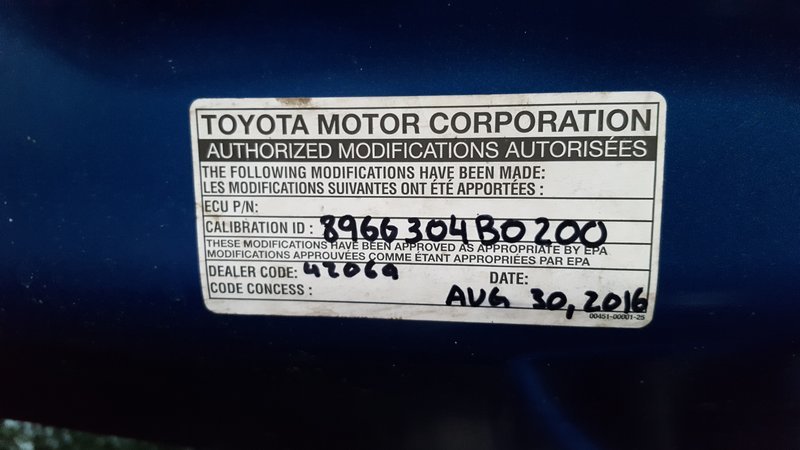 TOYOTA MOTOR CORPORATION
AUTHORIZED MODIFICATIONS AUTORISÉES
THE FOLLOWING MODIFICATIONS HAVE BEEN MADE:
LES MODIFICATIONS SUIVANTES ONT ÉTÉ APPORTÉES :
ECU P/N:
CALIBRATION ID : 8966304B0200
THESE MODIFICATIONS HAVE BEEN APPROVED AS APPROPRIATE BY EPA
MODIFICATIONS APPROUVÉES COMME ÉTANT APPROPRIÉES PAR EPA
DEALER CODE: 42069 DATE:
CODE CONCESS : AUG 30, 2016
00451-00001-25